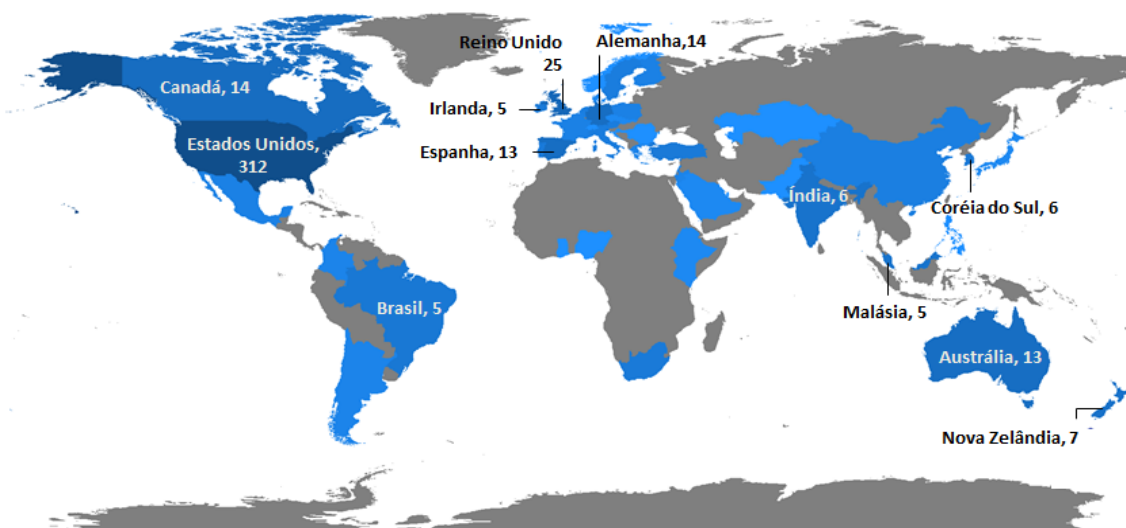 Reino Unido
25
Alemanha,14
Canadá, 14
Irlanda, 5
Estados Unidos,
312
Espanha, 13
Índia, 6
Coréia do Sul, 6
Brasil, 5
Malásia, 5
Austrália, 13
Nova Zelândia, 7